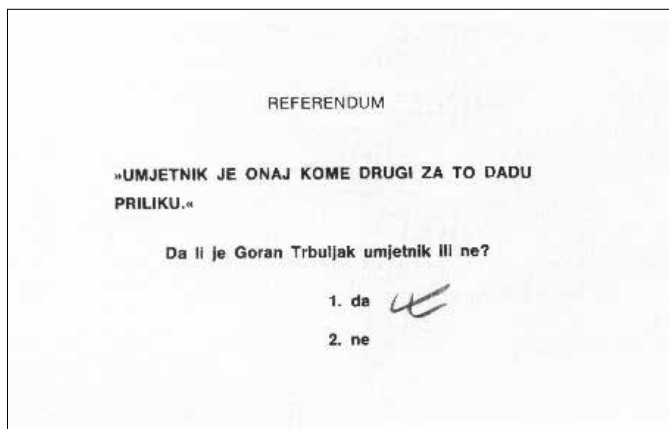 REFERENDUM
»UMJETNIK JE ONAJ KOME DRUGI ZA TO DADU
PRILIKU.«
Da li je Goran Trbuljak umjetnik ili ne?
1. da
2. ne